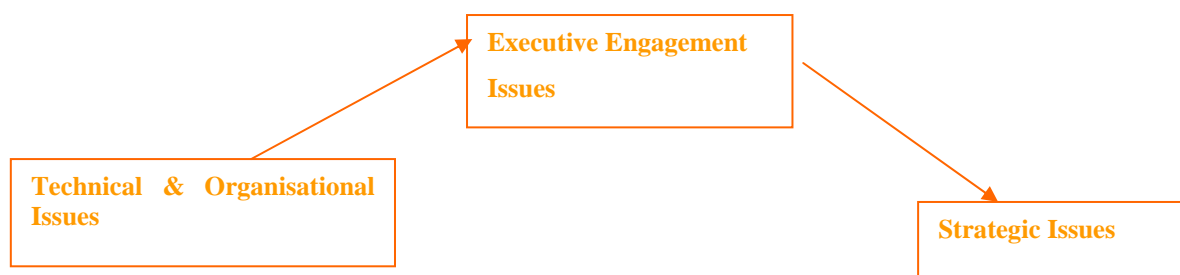 Executive Engagement
Issues
Technical & Organisational
Issues
Strategic Issues